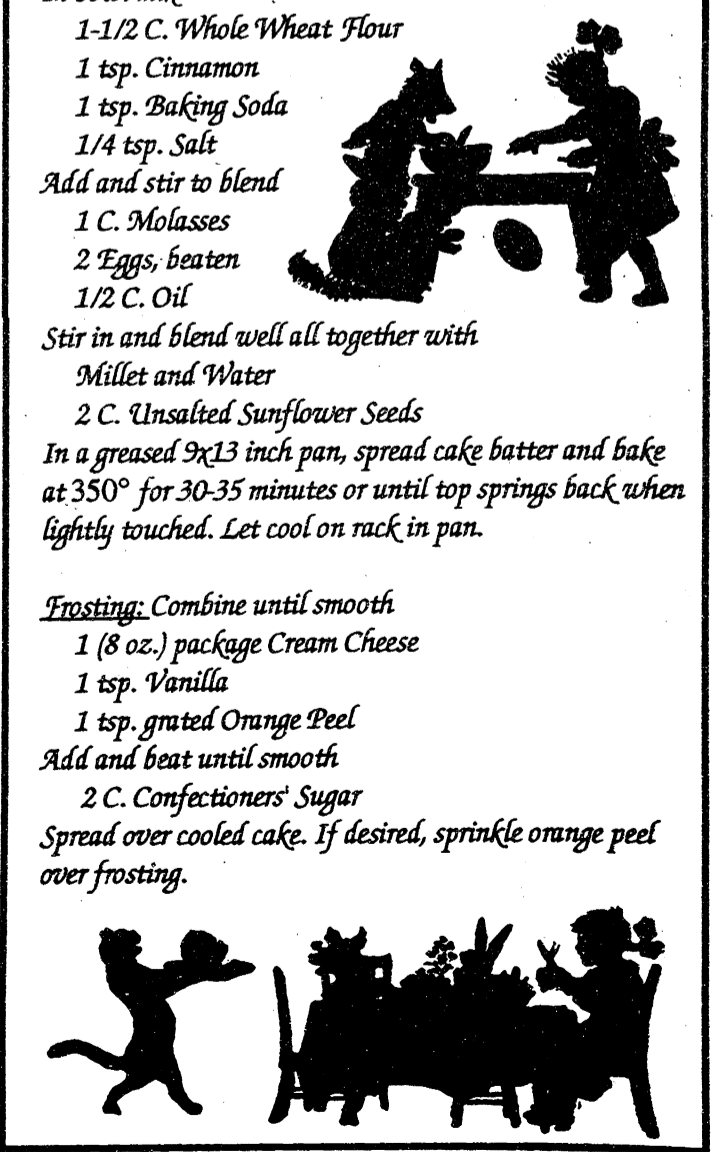 1-1/2 C. Whole Wheat Flour
1 tsp. Cinnamon
1 tsp. Baking Soda
1/4 tsp. Salt
Add and stir to blend
1 C. Molasses
2 Eggs, beaten
1/2 C. Oil
Stir in and blend well all together with
Millet and Water
2 C. Unsalted Sunflower Seeds
In a greased 9x13 inch pan, spread cake batter and bake
at 350° for 30-35 minutes or until top springs back when
lightly touched. Let cool on rack in pan.
Frosting: Combine until smooth
1 (8 oz.) package Cream Cheese
1 tsp. Vanilla
1 tsp. grated Orange Peel
Add and beat until smooth
2 C. Confectioners' Sugar
Spread over cooled cake. If desired, sprinkle orange peel
over frosting.